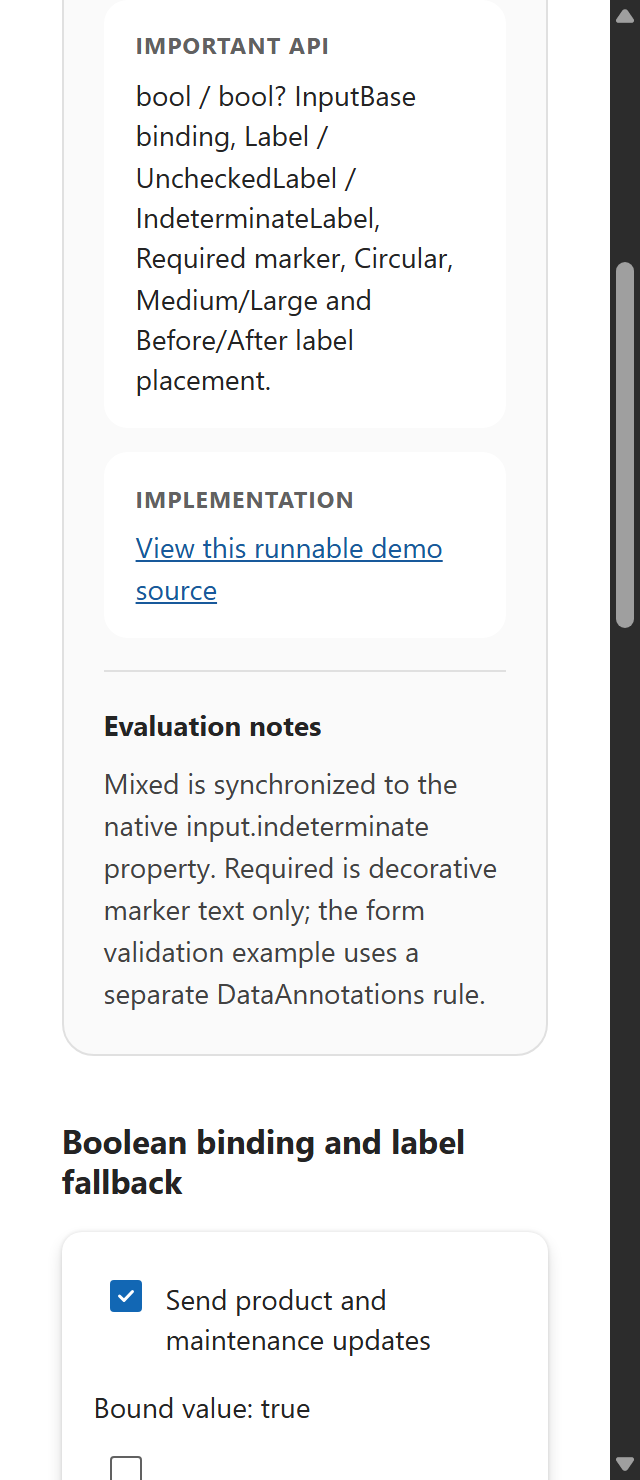 IMPORTANT API
bool / bool? InputBase
binding, Label /
UncheckedLabel /
IndeterminateLabel,
Required marker, Circular,
Medium/Large and
Before/After label
placement.
IMPLEMENTATION
View this runnable demo
source
Evaluation notes
Mixed is synchronized to the
native input.indeterminate
property. Required is decorative
marker text only; the form
validation example uses a
separate DataAnnotations rule.
Boolean binding and label
fallback
Send product and
maintenance updates
Bound value: true